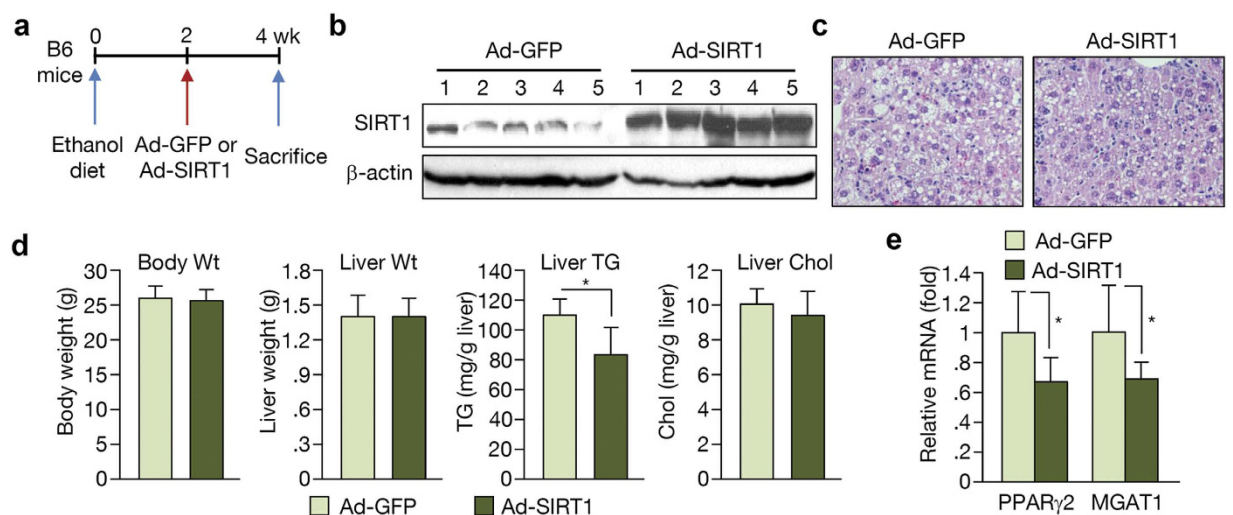 a
0 2 4 wk
B6
mice
Ethanol
diet
Ad-GFP or
Ad-SIRT1
Sacrifice
b
Ad-GFP Ad-SIRT1
1 2 3 4 5 1 2 3 4 5
SIRT1
β-actin
c
Ad-GFP Ad-SIRT1
d
Body Wt
Body weight (g)
30
25
20
15
10
5
0
Liver Wt
Liver weight (g)
1.8
1.5
1.2
.9
.6
.3
0
Liver TG
TG (mg/g liver)
140
120
100
80
60
40
20
0
*
Liver Chol
Chol (mg/g liver)
12
10
8
6
4
2
0
Ad-GFP Ad-SIRT1
e
Ad-GFP
Ad-SIRT1
Relative mRNA (fold)
1.4
1.2
1
.8
0.6
.4
.2
0
* *
PPARγ2 MGAT1